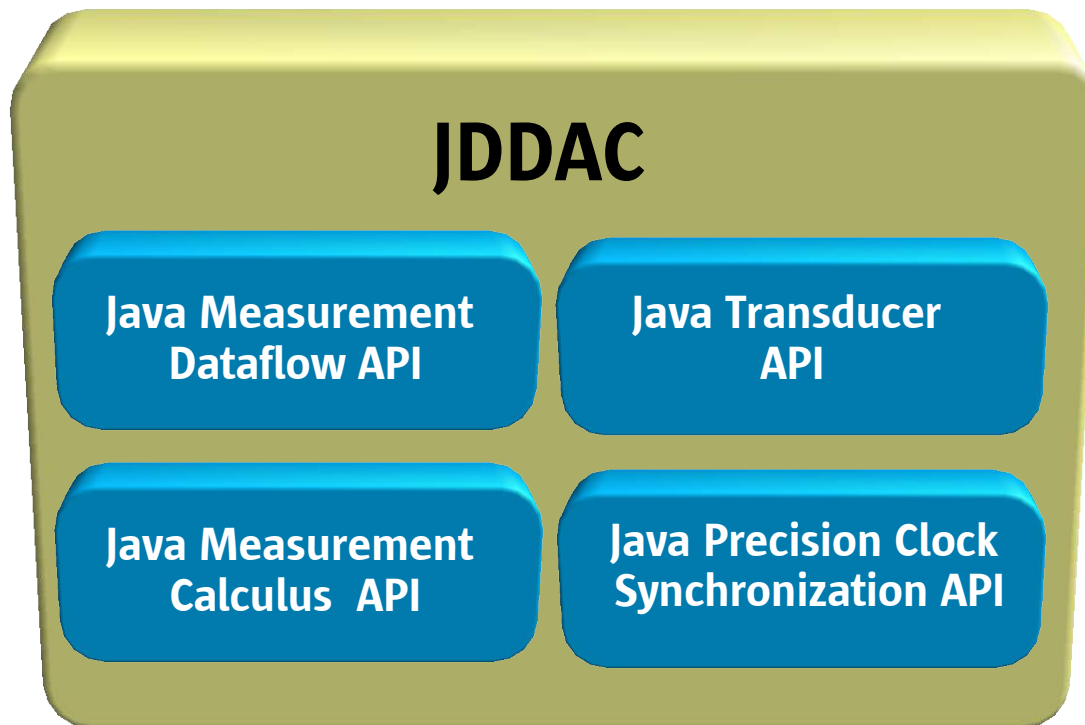 JDDAC
Java Measurement
Dataflow API
Java Transducer
API
Java Measurement
Calculus API
Java Precision Clock
Synchronization API